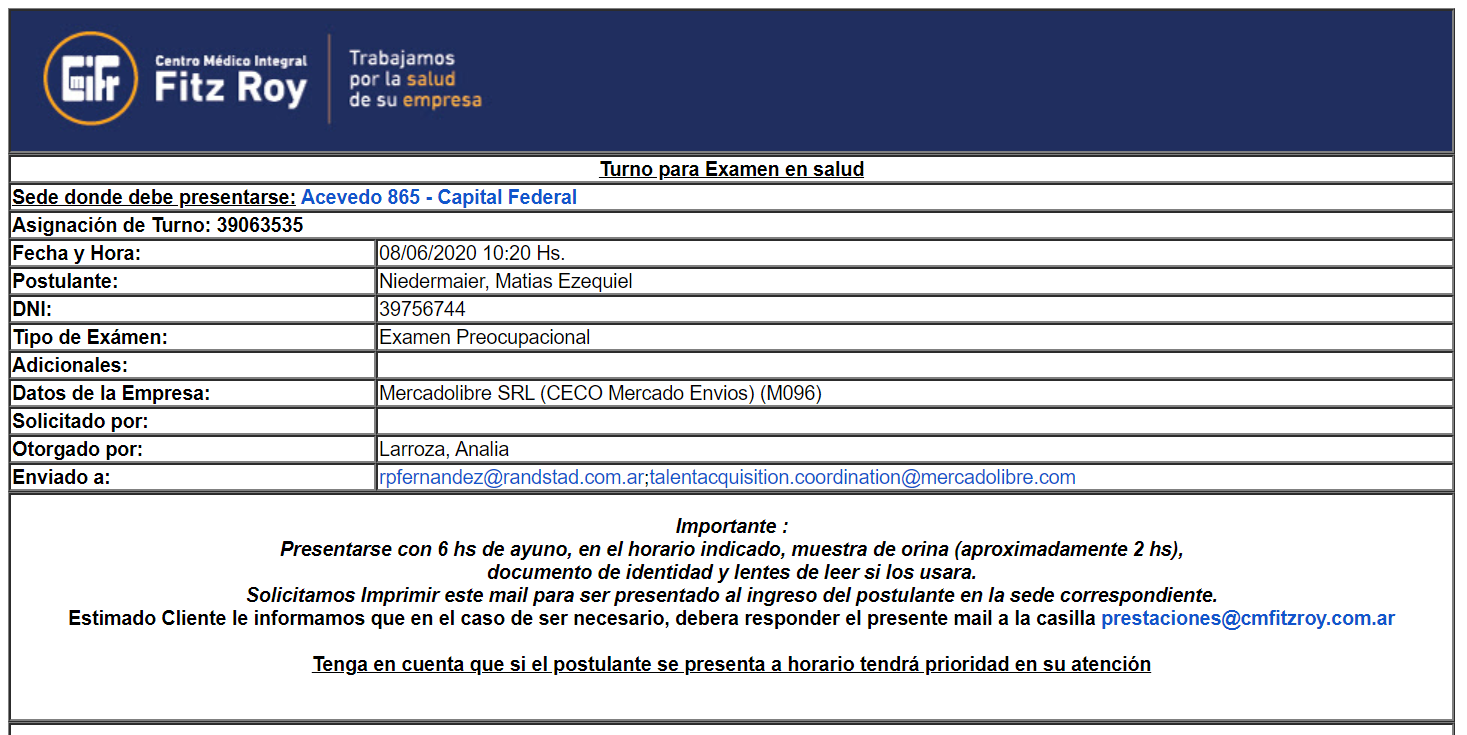 CMiFr
Centro Médico Integral
Fitz Roy
Trabajamos
por la salud
de su empresa
Turno para Examen en salud
Sede donde debe presentarse: Acevedo 865 - Capital Federal
Asignación de Turno: 39063535
Fecha y Hora: 08/06/2020 10:20 Hs.
Postulante: Niedermaier, Matias Ezequiel
DNI: 39756744
Tipo de Exámen: Examen Preocupacional
Adicionales:
Datos de la Empresa: Mercadolibre SRL (CECO Mercado Envios) (M096)
Solicitado por:
Otorgado por: Larroza, Analia
Enviado a: rpfernandez@randstad.com.ar;talentacquisition.coordination@mercadolibre.com
Importante :
Presentarse con 6 hs de ayuno, en el horario indicado, muestra de orina (aproximadamente 2 hs),
documento de identidad y lentes de leer si los usara.
Solicitamos Imprimir este mail para ser presentado al ingreso del postulante en la sede correspondiente.
Estimado Cliente le informamos que en el caso de ser necesario, debera responder el presente mail a la casilla prestaciones@cmfitzroy.com.ar
Tenga en cuenta que si el postulante se presenta a horario tendrá prioridad en su atención